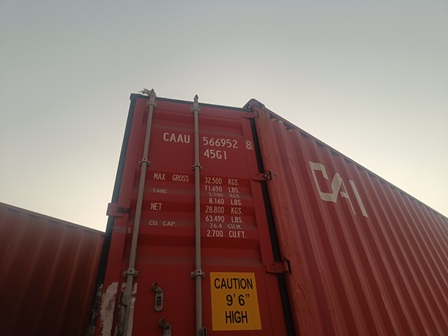 CAAU 566952 8
45G1
MAX GROSS 32.500 KGS.
71.650 LBS.
TARE 3.700 KGS.
8.160 LBS.
NET 28.800 KGS.
63.490 LBS.
CU. CAP. 76.4 CU.M.
2.700 CU.FT.
CAUTION
9' 6"
HIGH
CAI